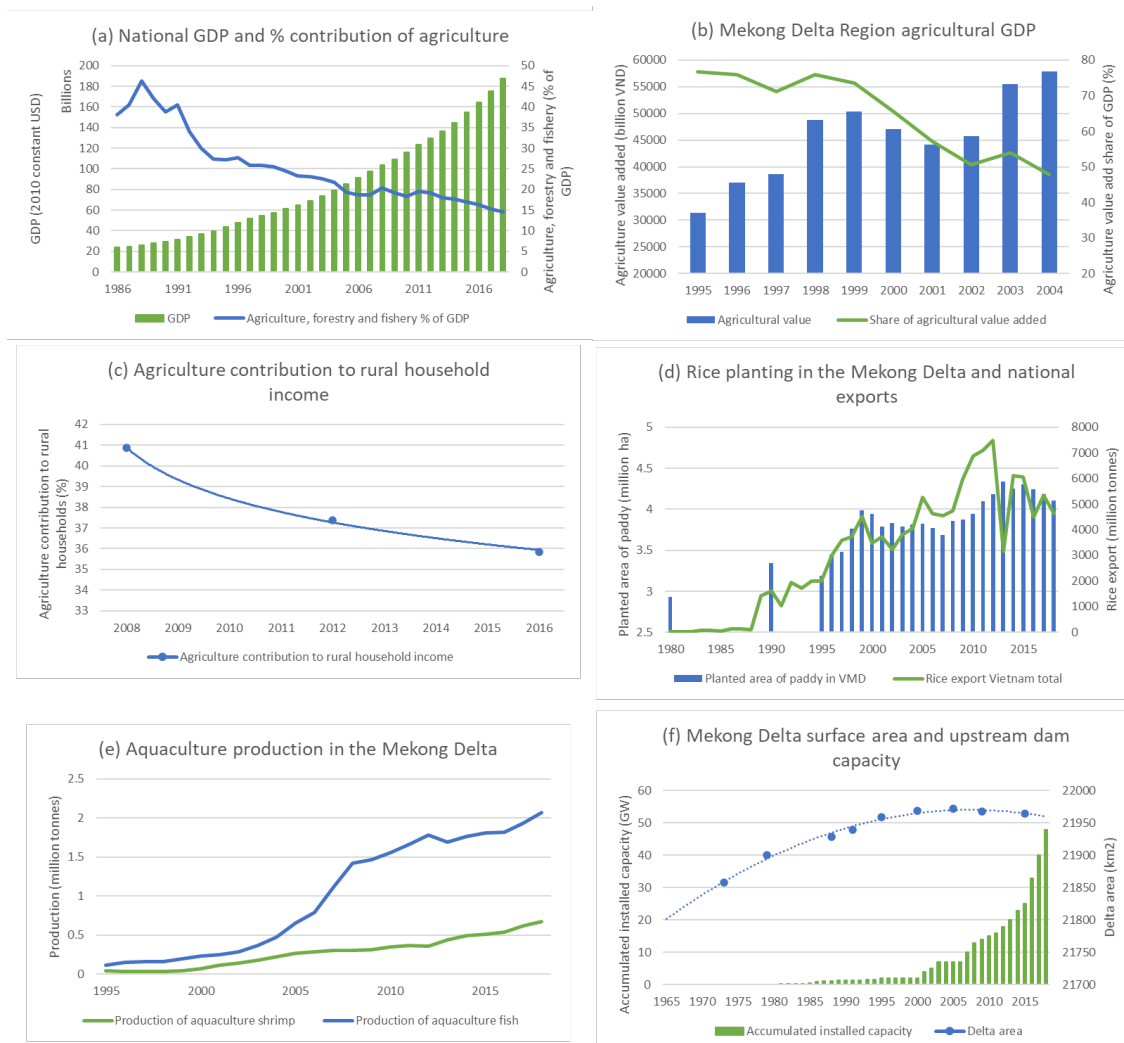 (a) National GDP and % contribution of agriculture
GDP (2010 constant USD)
Billions
200
180
160
140
120
100
80
60
40
20
0
50
45
40
35
30
25
20
15
10
5
0
Agriculture, forestry and fishery (% of
GDP)
1986 1991 1996 2001 2006 2011 2016
GDP Agriculture, forestry and fishery % of GDP
(b) Mekong Delta Region agricultural GDP
Agriculture value added (billion VND)
60000
55000
50000
45000
40000
35000
30000
25000
20000
80
70
60
50
40
30
20
Agriculture value add share of GDP (%)
1995 1996 1997 1998 1999 2000 2001 2002 2003 2004
Agricultural value Share of agricultural value added
(c) Agriculture contribution to rural household
income
Agriculture contribution to rural
households (%)
42
41
40
39
38
37
36
35
34
33
2008 2009 2010 2011 2012 2013 2014 2015 2016
Agriculture contribution to rural household income
(d) Rice planting in the Mekong Delta and national
exports
Planted area of paddy (million ha)
5
4.5
4
3.5
3
2.5
8000
7000
6000
5000
4000
3000
2000
1000
0
Rice export (million tonnes)
1980 1985 1990 1995 2000 2005 2010 2015
Planted area of paddy in VMD Rice export Vietnam total
(e) Aquaculture production in the Mekong Delta
Production (million tonnes)
2.5
2
1.5
1
0.5
0
1995 2000 2005 2010 2015
Production of aquaculture shrimp Production of aquaculture fish
(f) Mekong Delta surface area and upstream dam
capacity
Accumulated installed capacity (GW)
60
50
40
30
20
10
0
22000
21950
21900
21850
21800
21750
21700
Delta area (km2)
1965 1970 1975 1980 1985 1990 1995 2000 2005 2010 2015
Accumulated installed capacity Delta area